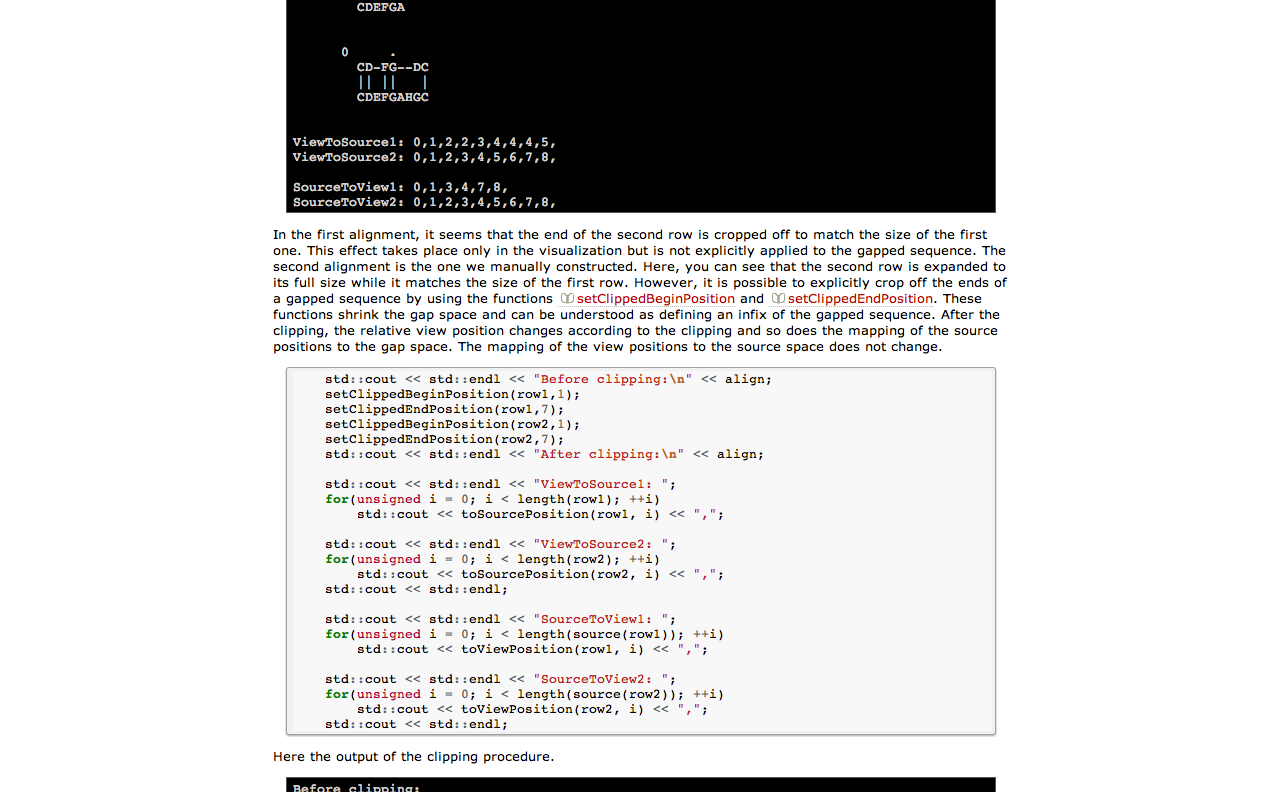 CDEFGA
0     .
CD-FG--DC
|| ||   |
CDEFGAHGC
ViewToSource1: 0,1,2,2,3,4,4,4,5,
ViewToSource2: 0,1,2,3,4,5,6,7,8,
SourceToView1: 0,1,3,4,7,8,
SourceToView2: 0,1,2,3,4,5,6,7,8,
In the first alignment, it seems that the end of the second row is cropped off to match the size of the first
one. This effect takes place only in the visualization but is not explicitly applied to the gapped sequence. The
second alignment is the one we manually constructed. Here, you can see that the second row is expanded to
its full size while it matches the size of the first row. However, it is possible to explicitly crop off the ends of
a gapped sequence by using the functions setClippedBeginPosition and setClippedEndPosition. These
functions shrink the gap space and can be understood as defining an infix of the gapped sequence. After the
clipping, the relative view position changes according to the clipping and so does the mapping of the source
positions to the gap space. The mapping of the view positions to the source space does not change.
std::cout << std::endl << "Before clipping:\n" << align;
setClippedBeginPosition(row1,1);
setClippedEndPosition(row1,7);
setClippedBeginPosition(row2,1);
setClippedEndPosition(row2,7);
std::cout << std::endl << "After clipping:\n" << align;
std::cout << std::endl << "ViewToSource1: ";
for(unsigned i = 0; i < length(row1); ++i)
std::cout << toSourcePosition(row1, i) << ",";
std::cout << std::endl << "ViewToSource2: ";
for(unsigned i = 0; i < length(row2); ++i)
std::cout << toSourcePosition(row2, i) << ",";
std::cout << std::endl;
std::cout << std::endl << "SourceToView1: ";
for(unsigned i = 0; i < length(source(row1)); ++i)
std::cout << toViewPosition(row1, i) << ",";
std::cout << std::endl << "SourceToView2: ";
for(unsigned i = 0; i < length(source(row2)); ++i)
std::cout << toViewPosition(row2, i) << ",";
std::cout << std::endl;
Here the output of the clipping procedure.
Before clipping: